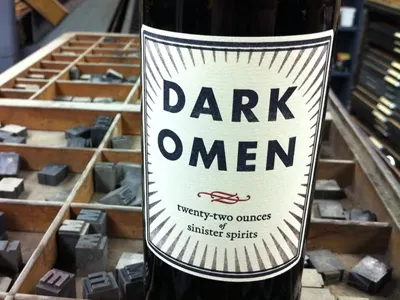 DARK
OMEN
twenty-two ounces
of
sinister spirits